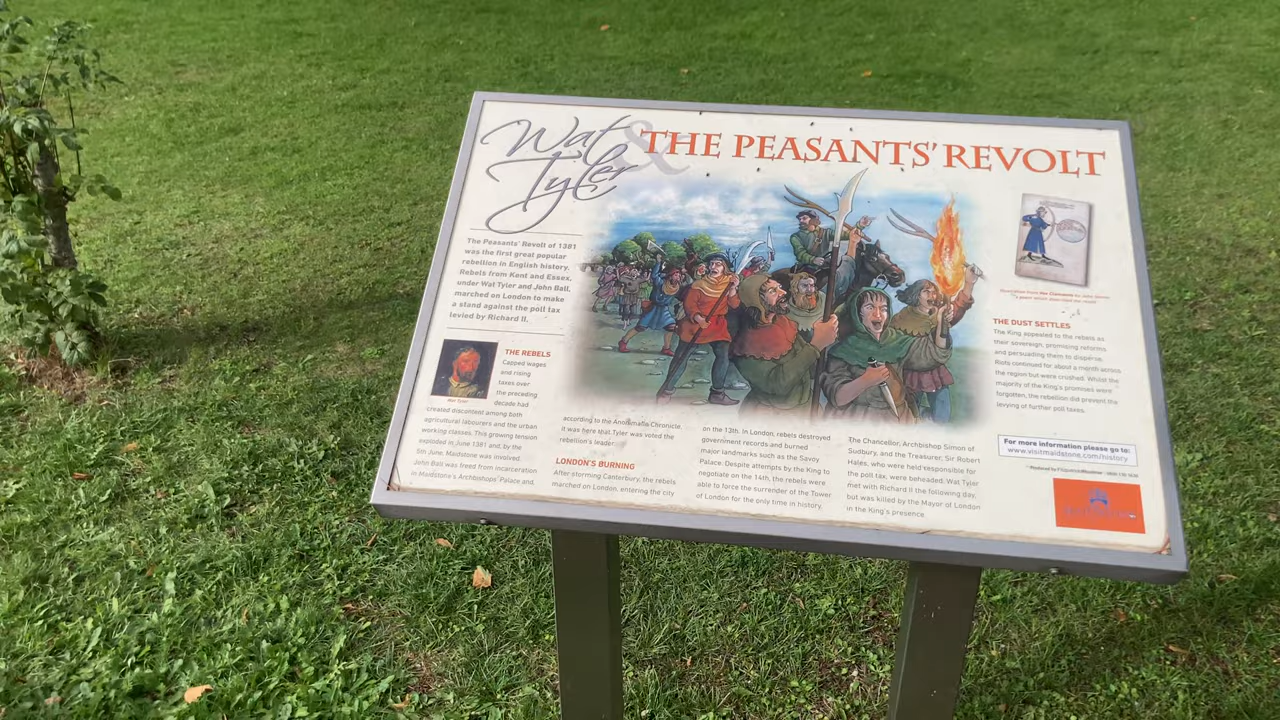 Wat & Tyler
THE PEASANTS' REVOLT
The Peasants' Revolt of 1381
was the first great popular
rebellion in English history.
Rebels from Kent and Essex,
under Wat Tyler and John Ball,
marched on London to make
a stand against the poll tax
levied by Richard II.
THE REBELS
Capped wages
and rising
taxes over
the preceding
decade had
Wat Tyler
created discontent among both
agricultural labourers and the urban
working classes. This growing tension
exploded in June 1381 and, by the
5th June, Maidstone was involved.
John Ball was freed from incarceration
in Maidstone's Archbishops' Palace and,
according to the Anonimalle Chronicle,
it was here that Tyler was voted the
rebellion's leader.
LONDON'S BURNING
After storming Canterbury, the rebels
marched on London, entering the city
on the 13th. In London, rebels destroyed
government records and burned
major landmarks such as the Savoy
Palace. Despite attempts by the King to
negotiate on the 14th, the rebels were
able to force the surrender of the Tower
of London for the only time in history.
The Chancellor, Archbishop Simon of
Sudbury, and the Treasurer, Sir Robert
Hales, who were held responsible for
the poll tax, were beheaded. Wat Tyler
met with Richard II the following day,
but was killed by the Mayor of London
in the King's presence.
THE DUST SETTLES
The King appealed to the rebels as
their sovereign, promising reforms
and persuading them to disperse.
Riots continued for about a month across
the region but were crushed. Whilst the
majority of the King's promises were
forgotten, the rebellion did prevent the
levying of further poll taxes.
For more information please go to:
www.visitmaidstone.com/history